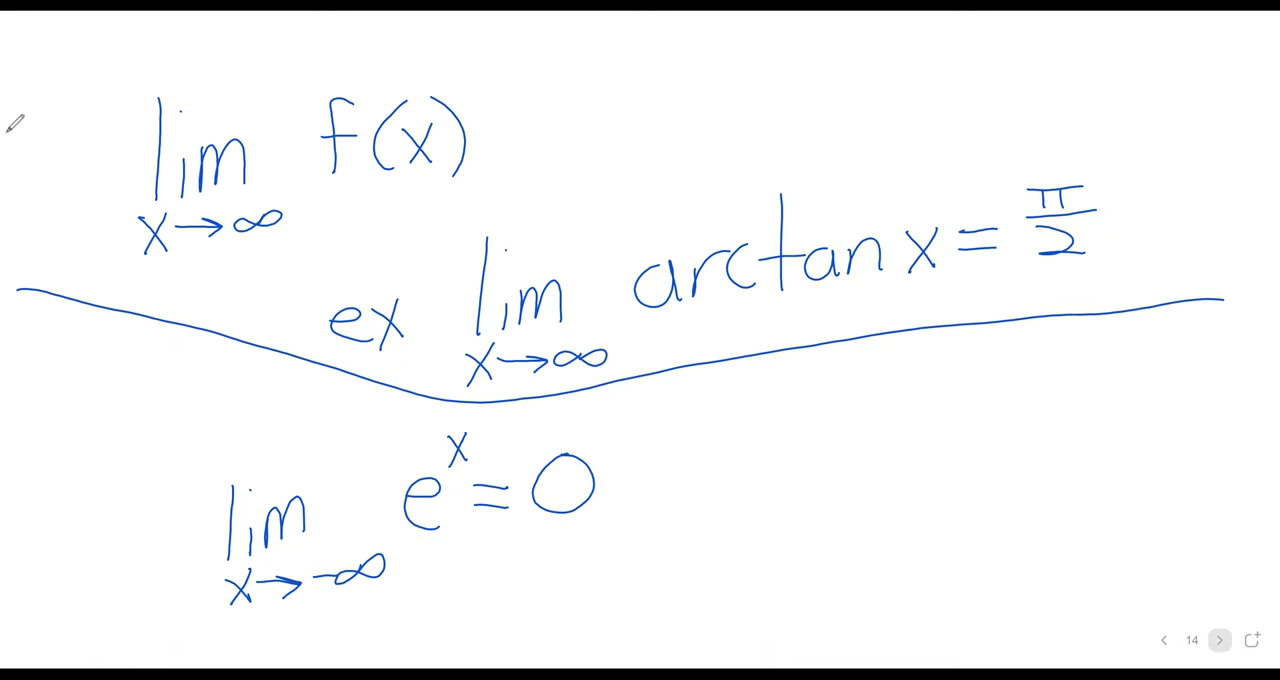 lim f(x)
x→∞
ex lim arctan x = π/2
x→∞
lim e^x = 0
x→-∞
14